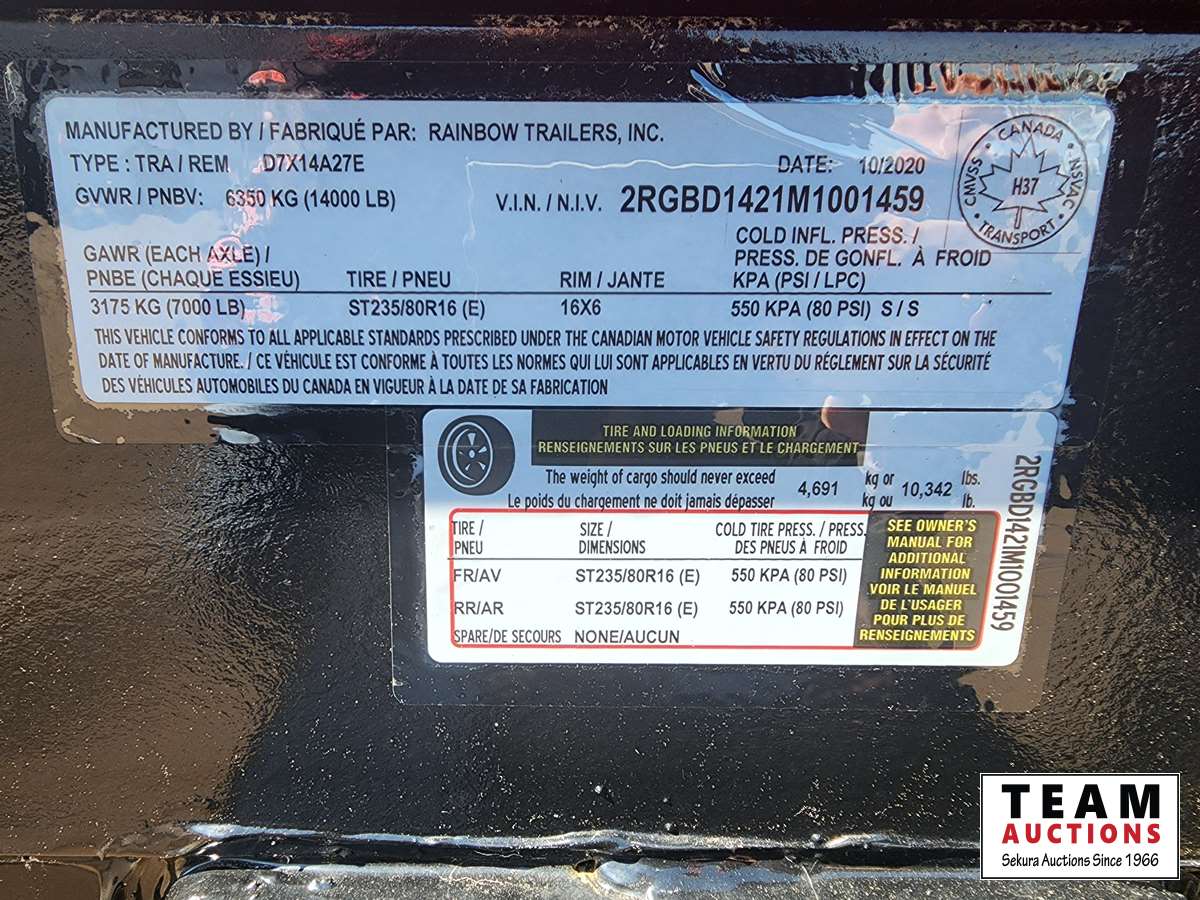 MANUFACTURED BY / FABRIQUÉ PAR: RAINBOW TRAILERS, INC.
TYPE : TRA / REM D7X14A27E DATE: 10/2020
GVWR / PNBV: 6350 KG (14000 LB) V.I.N. / N.I.V. 2RGBD1421M1001459
CANADA
CMVSS H37 NSVAC
TRANSPORT
GAWR (EACH AXLE) / COLD INFL. PRESS. /
PRESS. DE GONFL. À FROID
PNBE (CHAQUE ESSIEU) TIRE / PNEU RIM / JANTE KPA (PSI / LPC)
3175 KG (7000 LB) ST235/80R16 (E) 16X6 550 KPA (80 PSI) S / S
THIS VEHICLE CONFORMS TO ALL APPLICABLE STANDARDS PRESCRIBED UNDER THE CANADIAN MOTOR VEHICLE SAFETY REGULATIONS IN EFFECT ON THE
DATE OF MANUFACTURE. / CE VÉHICULE EST CONFORME À TOUTES LES NORMES QUI LUI SONT APPLICABLES EN VERTU DU RÉGLEMENT SUR LA SÉCURITÉ
DES VÉHICULES AUTOMOBILES DU CANADA EN VIGUEUR À LA DATE DE SA FABRICATION
TIRE AND LOADING INFORMATION
RENSEIGNEMENTS SUR LES PNEUS ET LE CHARGEMENT
The weight of cargo should never exceed 4,691 kg or 10,342 lbs.
Le poids du chargement ne doit jamais dépasser kg ou lb.
TIRE / SIZE / COLD TIRE PRESS. / PRESS.
PNEU DIMENSIONS DES PNEUS À FROID
FR/AV ST235/80R16 (E) 550 KPA (80 PSI)
RR/AR ST235/80R16 (E) 550 KPA (80 PSI)
SPARE/DE SECOURS NONE/AUCUN
SEE OWNER'S
MANUAL FOR
ADDITIONAL
INFORMATION
VOIR LE MANUEL
DE L'USAGER
POUR PLUS DE
RENSEIGNEMENTS
2RGBD1421M1001459
TEAM
AUCTIONS
Sekura Auctions Since 1966